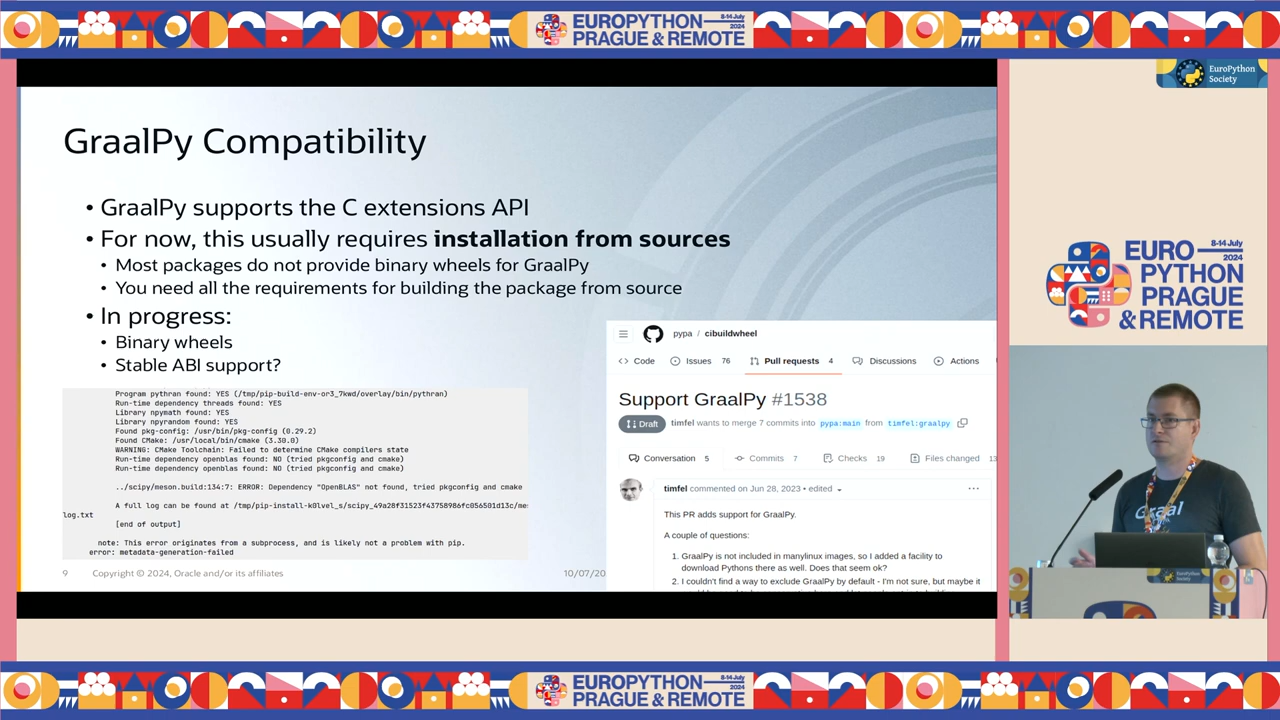 EUROPYTHON
8-14 July
2024
PRAGUE & REMOTE
EuroPython
Society
GraalPy Compatibility
• GraalPy supports the C extensions API
• For now, this usually requires installation from sources
• Most packages do not provide binary wheels for GraalPy
• You need all the requirements for building the package from source
• In progress:
• Binary wheels
• Stable ABI support?
Program pythran found: YES (/tmp/pip-build-env-or3_7kwd/overlay/bin/pythran)
Run-time dependency threads found: YES
Library npymath found: YES
Library npyrandom found: YES
Found pkg-config: /usr/bin/pkg-config (0.29.2)
Found CMake: /usr/local/bin/cmake (3.30.0)
WARNING: CMake Toolchain: Failed to determine CMake compilers state
Run-time dependency openblas found: NO (tried pkgconfig and cmake)
Run-time dependency openblas found: NO (tried pkgconfig and cmake)
../scipy/meson.build:134:7: ERROR: Dependency "OpenBLAS" not found, tried pkgconfig and cmake
A full log can be found at /tmp/pip-install-k0lvel_s/scipy_49a28f31523f43758986fc056501d13c/mes
log.txt
[end of output]
note: This error originates from a subprocess, and is likely not a problem with pip.
error: metadata-generation-failed
9 Copyright © 2024, Oracle and/or its affiliates 10/07/20
pypa / cibuildwheel
Code Issues 76 Pull requests 4 Discussions Actions
Support GraalPy #1538
Draft timfel wants to merge 7 commits into pypa:main from timfel:graalpy
Conversation 5 Commits 7 Checks 19 Files changed 13
timfel commented on Jun 28, 2023 • edited
This PR adds support for GraalPy.
A couple of questions:
1. GraalPy is not included in manylinux images, so I added a facility to
download Pythons there as well. Does that seem ok?
2. I couldn't find a way to exclude GraalPy by default - I'm not sure, but maybe it
EURO
8-14 July
2024
PYTHON
PRAGUE
& REMOTE
Graal
EuroPython
Society
EUROPYTHON
8-14 July
2024
PRAGUE & REMOTE